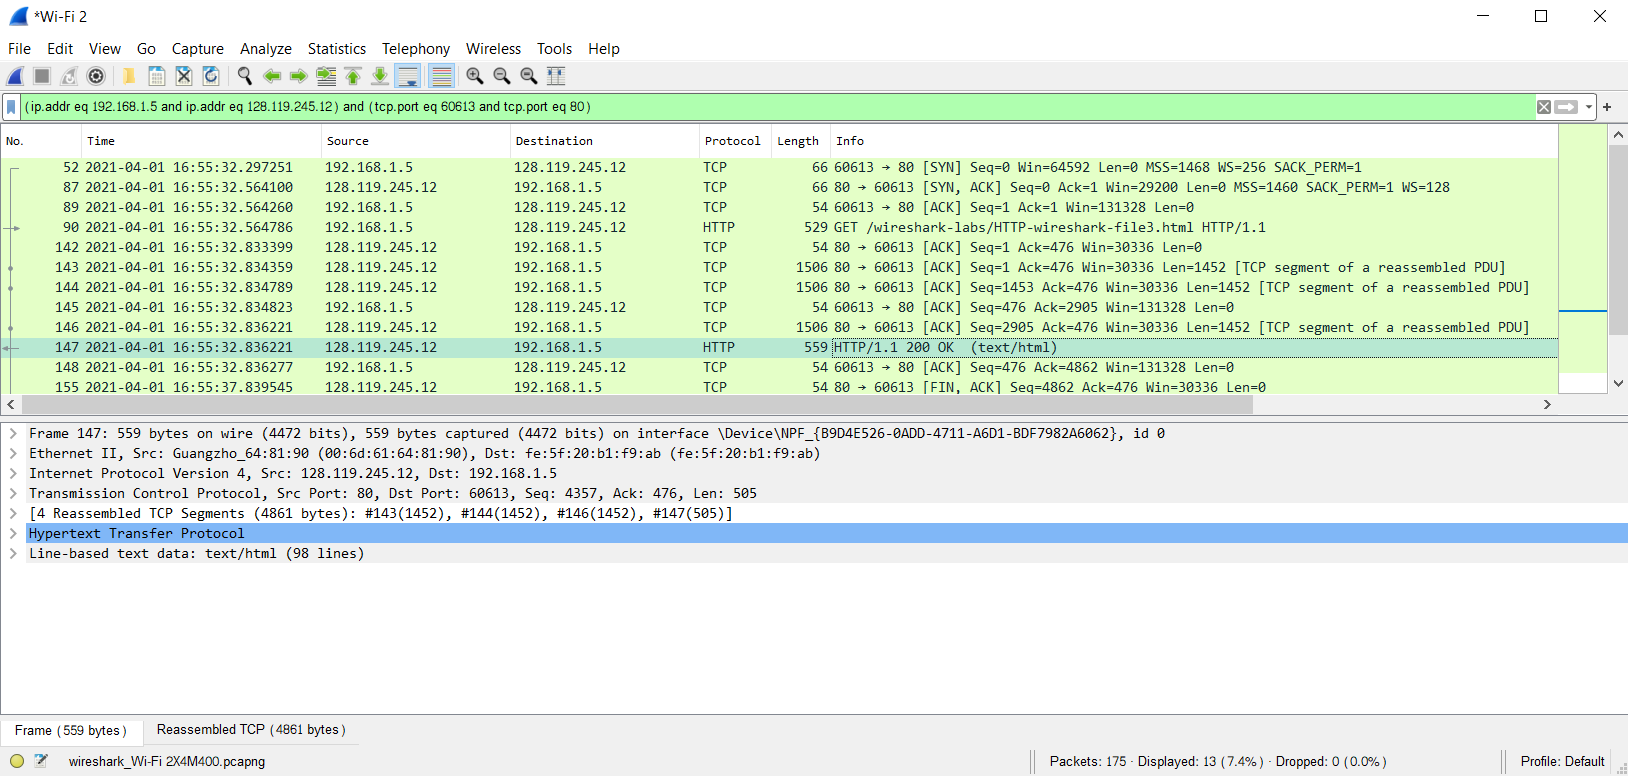 *Wi-Fi 2
File Edit View Go Capture Analyze Statistics Telephony Wireless Tools Help
(ip.addr eq 192.168.1.5 and ip.addr eq 128.119.245.12) and (tcp.port eq 60613 and tcp.port eq 80)
No. Time Source Destination Protocol Length Info
52 2021-04-01 16:55:32.297251 192.168.1.5 128.119.245.12 TCP 66 60613 → 80 [SYN] Seq=0 Win=64592 Len=0 MSS=1468 WS=256 SACK_PERM=1
87 2021-04-01 16:55:32.564100 128.119.245.12 192.168.1.5 TCP 66 80 → 60613 [SYN, ACK] Seq=0 Ack=1 Win=29200 Len=0 MSS=1460 SACK_PERM=1 WS=128
89 2021-04-01 16:55:32.564260 192.168.1.5 128.119.245.12 TCP 54 60613 → 80 [ACK] Seq=1 Ack=1 Win=131328 Len=0
90 2021-04-01 16:55:32.564786 192.168.1.5 128.119.245.12 HTTP 529 GET /wireshark-labs/HTTP-wireshark-file3.html HTTP/1.1
142 2021-04-01 16:55:32.833399 128.119.245.12 192.168.1.5 TCP 54 80 → 60613 [ACK] Seq=1 Ack=476 Win=30336 Len=0
143 2021-04-01 16:55:32.834359 128.119.245.12 192.168.1.5 TCP 1506 80 → 60613 [ACK] Seq=1 Ack=476 Win=30336 Len=1452 [TCP segment of a reassembled PDU]
144 2021-04-01 16:55:32.834789 128.119.245.12 192.168.1.5 TCP 1506 80 → 60613 [ACK] Seq=1453 Ack=476 Win=30336 Len=1452 [TCP segment of a reassembled PDU]
145 2021-04-01 16:55:32.834823 192.168.1.5 128.119.245.12 TCP 54 60613 → 80 [ACK] Seq=476 Ack=2905 Win=131328 Len=0
146 2021-04-01 16:55:32.836221 128.119.245.12 192.168.1.5 TCP 1506 80 → 60613 [ACK] Seq=2905 Ack=476 Win=30336 Len=1452 [TCP segment of a reassembled PDU]
147 2021-04-01 16:55:32.836221 128.119.245.12 192.168.1.5 HTTP 559 HTTP/1.1 200 OK (text/html)
148 2021-04-01 16:55:32.836277 192.168.1.5 128.119.245.12 TCP 54 60613 → 80 [ACK] Seq=476 Ack=4862 Win=131328 Len=0
155 2021-04-01 16:55:37.839545 128.119.245.12 192.168.1.5 TCP 54 80 → 60613 [FIN, ACK] Seq=4862 Ack=476 Win=30336 Len=0
Frame 147: 559 bytes on wire (4472 bits), 559 bytes captured (4472 bits) on interface \Device\NPF_{B9D4E526-0ADD-4711-A6D1-BDF7982A6062}, id 0
Ethernet II, Src: Guangzho_64:81:90 (00:6d:61:64:81:90), Dst: fe:5f:20:b1:f9:ab (fe:5f:20:b1:f9:ab)
Internet Protocol Version 4, Src: 128.119.245.12, Dst: 192.168.1.5
Transmission Control Protocol, Src Port: 80, Dst Port: 60613, Seq: 4357, Ack: 476, Len: 505
[4 Reassembled TCP Segments (4861 bytes): #143(1452), #144(1452), #146(1452), #147(505)]
Hypertext Transfer Protocol
Line-based text data: text/html (98 lines)
Frame (559 bytes) Reassembled TCP (4861 bytes)
wireshark_Wi-Fi 2X4M400.pcapng Packets: 175 · Displayed: 13 (7.4%) · Dropped: 0 (0.0%) Profile: Default